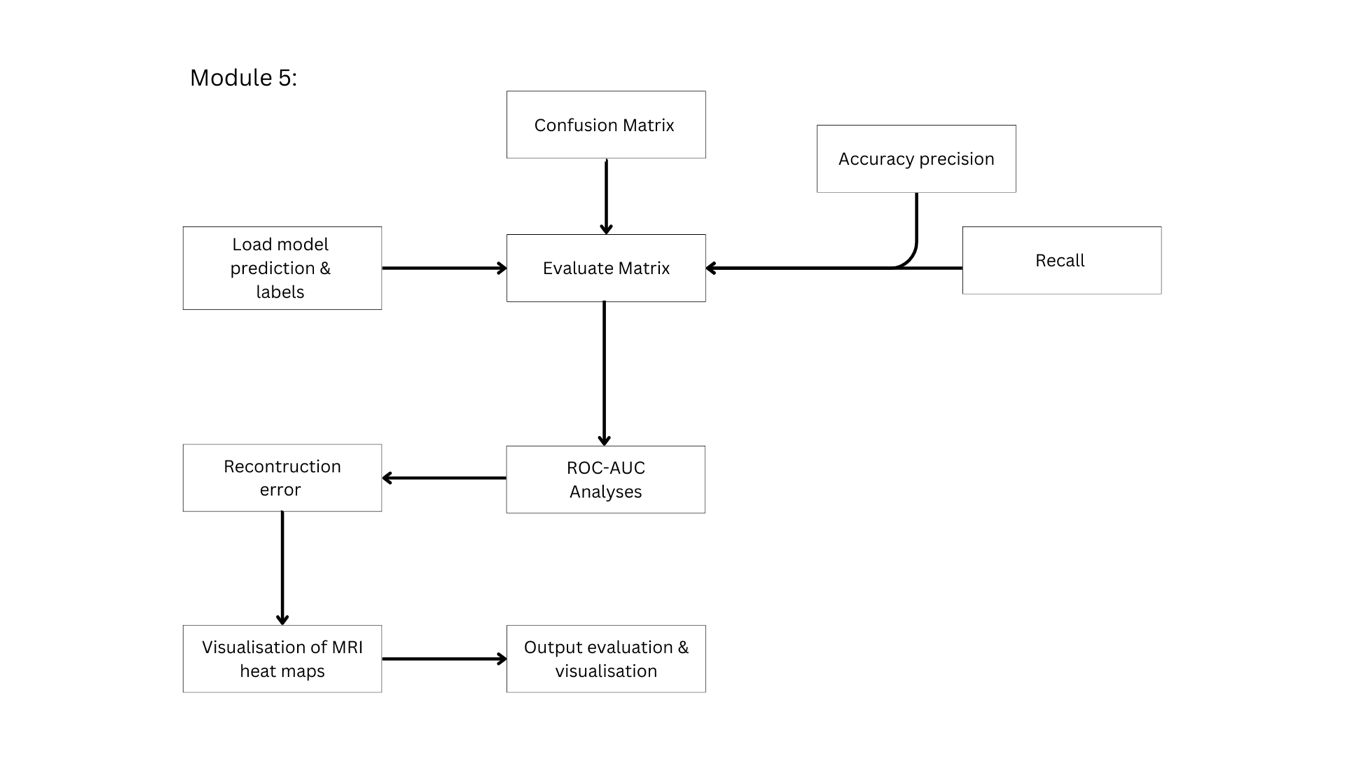 Module 5:
Confusion Matrix
Accuracy precision
Load model
prediction &
labels
Evaluate Matrix
Recall
Recontruction
error
ROC-AUC
Analyses
Visualisation of MRI
heat maps
Output evaluation &
visualisation